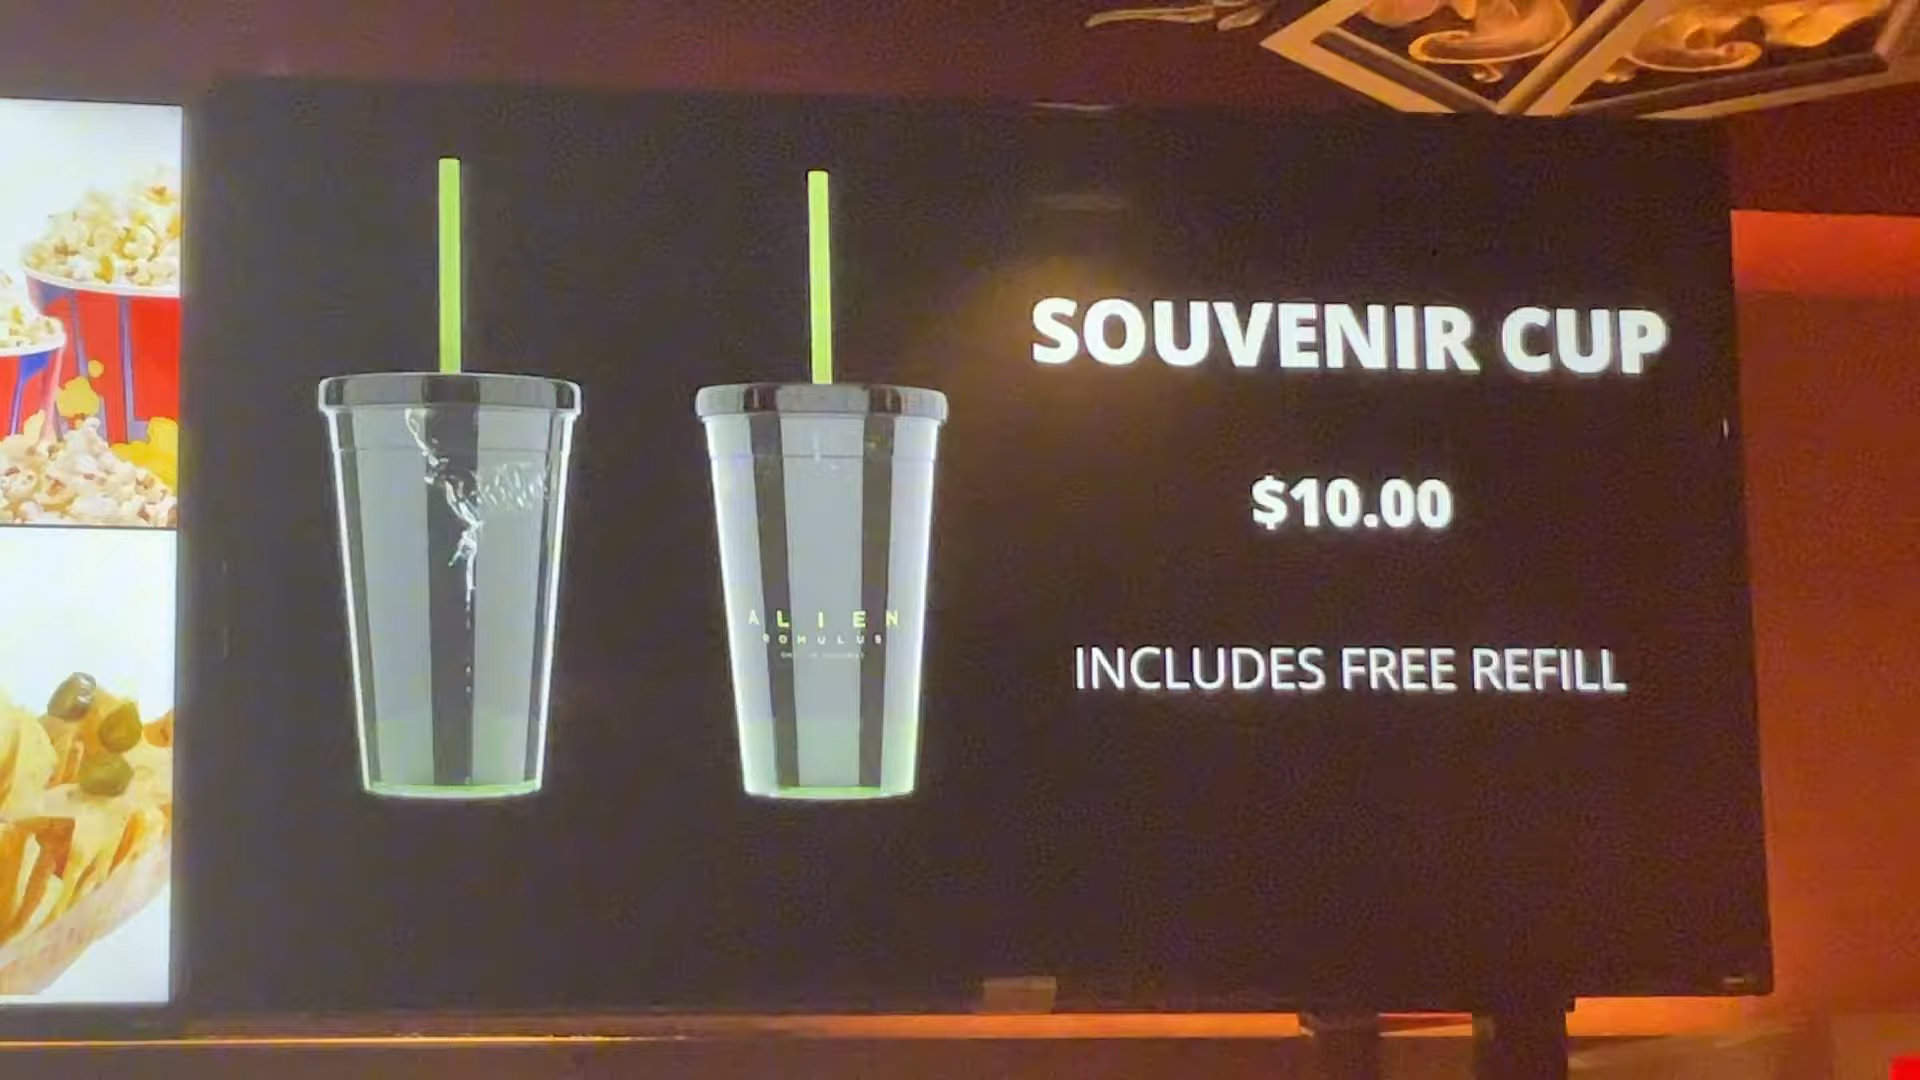 SOUVENIR CUP
$10.00
INCLUDES FREE REFILL
ALIEN
ROMULUS